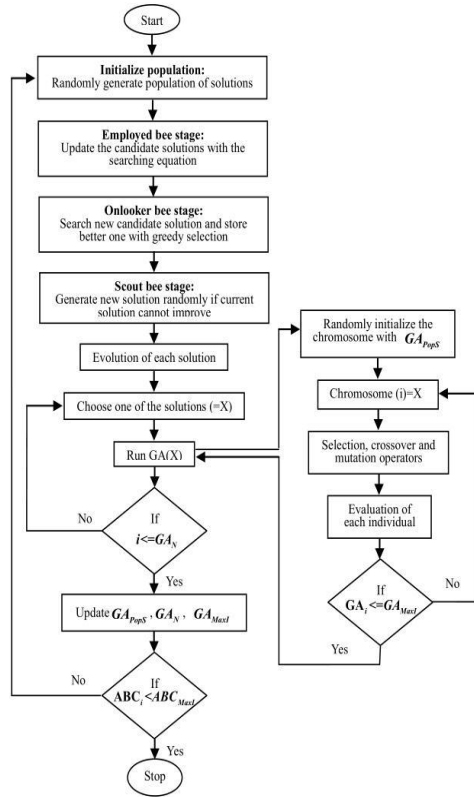 Start
Initialize population:
Randomly generate population of solutions
Employed bee stage:
Update the candidate solutions with the
searching equation
Onlooker bee stage:
Search new candidate solution and store
better one with greedy selection
Scout bee stage:
Generate new solution randomly if current
solution cannot improve
Evolution of each solution
Choose one of the solutions (=X)
Run GA(X)
If
i<=GA_N
No
Yes
Update GA_PopS , GA_N , GA_MaxI
If
ABC_i <ABC_MaxI
No
Yes
Stop
Randomly initialize the
chromosome with GA_PopS
Chromosome (i)=X
Selection, crossover and
mutation operators
Evaluation of
each individual
If
GA_i <=GA_MaxI
No
Yes